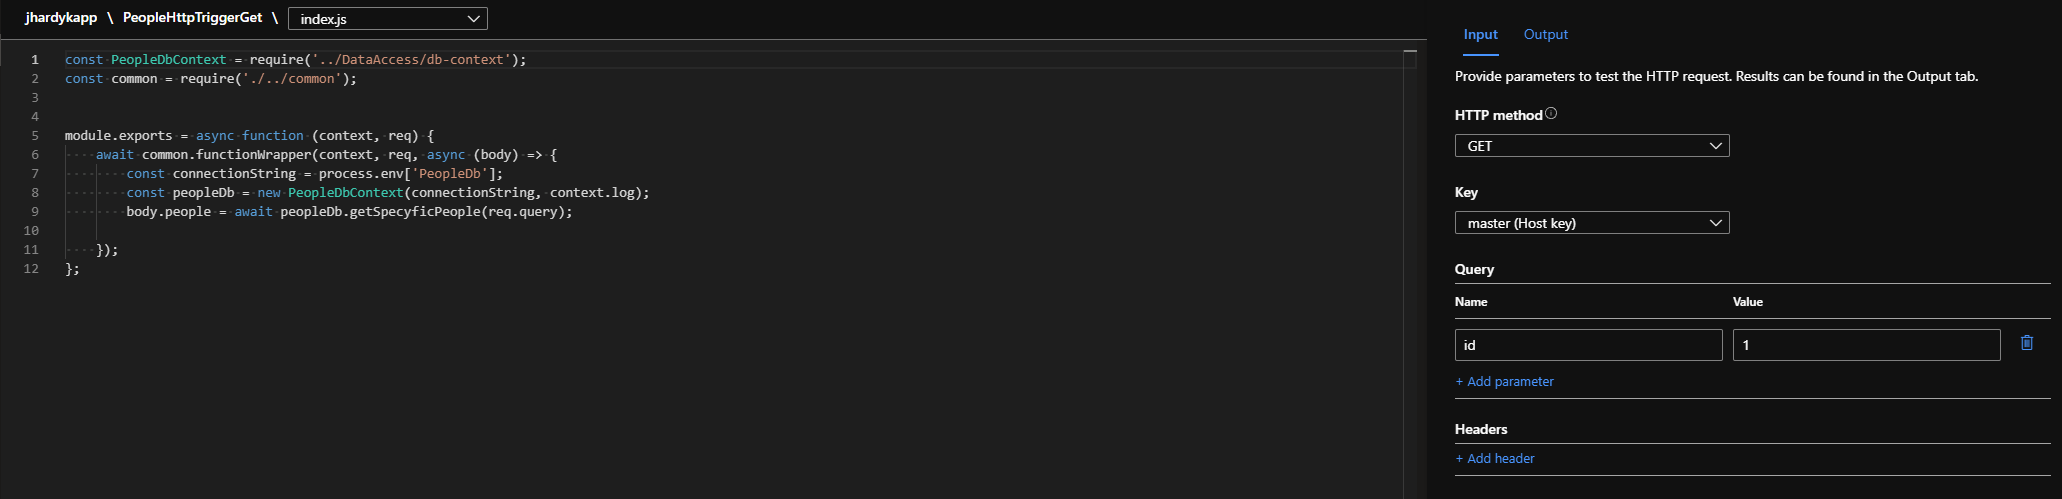 jhardykapp \ PeopleHttpTriggerGet \ index.js
1 const PeopleDbContext = require('../DataAccess/db-context');
2 const common = require('./../common');
3
4
5 module.exports = async function (context, req) {
6 await common.functionWrapper(context, req, async (body) => {
7 const connectionString = process.env['PeopleDb'];
8 const peopleDb = new PeopleDbContext(connectionString, context.log);
9 body.people = await peopleDb.getSpecyficPeople(req.query);
10
11 });
12 };
Input Output
Provide parameters to test the HTTP request. Results can be found in the Output tab.
HTTP method
GET
Key
master (Host key)
Query
Name Value
id 1
+ Add parameter
Headers
+ Add header